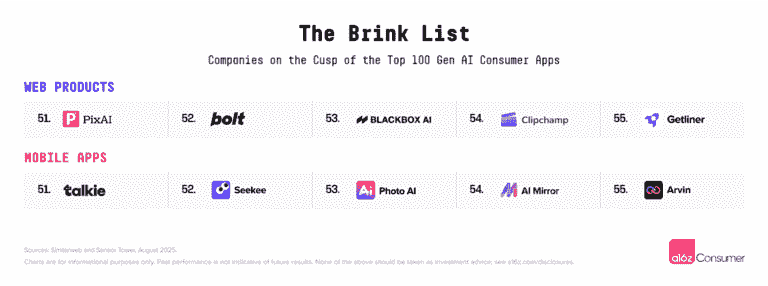 The Brink List
Companies on the Cusp of the Top 100 Gen AI Consumer Apps
WEB PRODUCTS
51. PixAI 52. bolt 53. BLACKBOX AI 54. Clipchamp 55. Getliner
MOBILE APPS
51. talkie 52. Seekee 53. Ai Photo AI 54. AI Mirror 55. Arvin
Sources: Similarweb and Sensor Tower, August 2025.
Charts are for informational purposes only. Past performance is not indicative of future results. None of the above should be taken as investment advice; see a16z.com/disclosures.
a16z Consumer